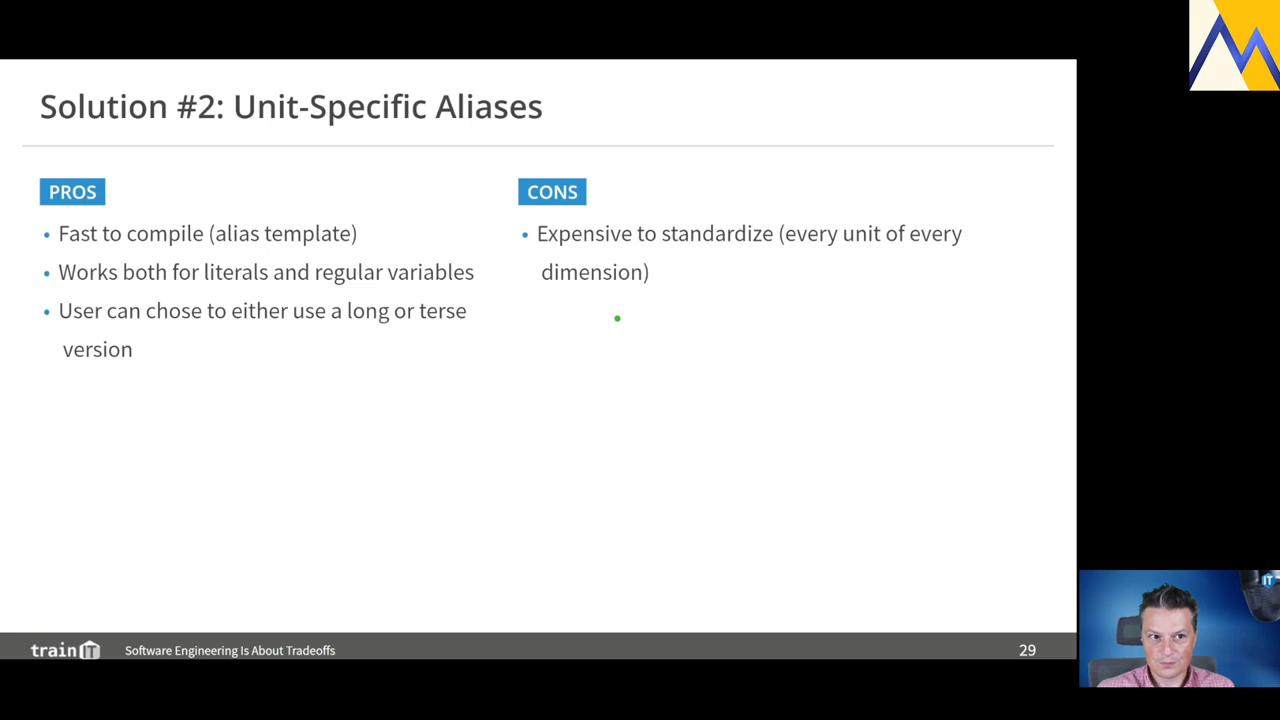 Solution #2: Unit-Specific Aliases
PROS
• Fast to compile (alias template)
• Works both for literals and regular variables
• User can chose to either use a long or terse
version
CONS
• Expensive to standardize (every unit of every
dimension)
train IT
Software Engineering Is About Tradeoffs
29
IT